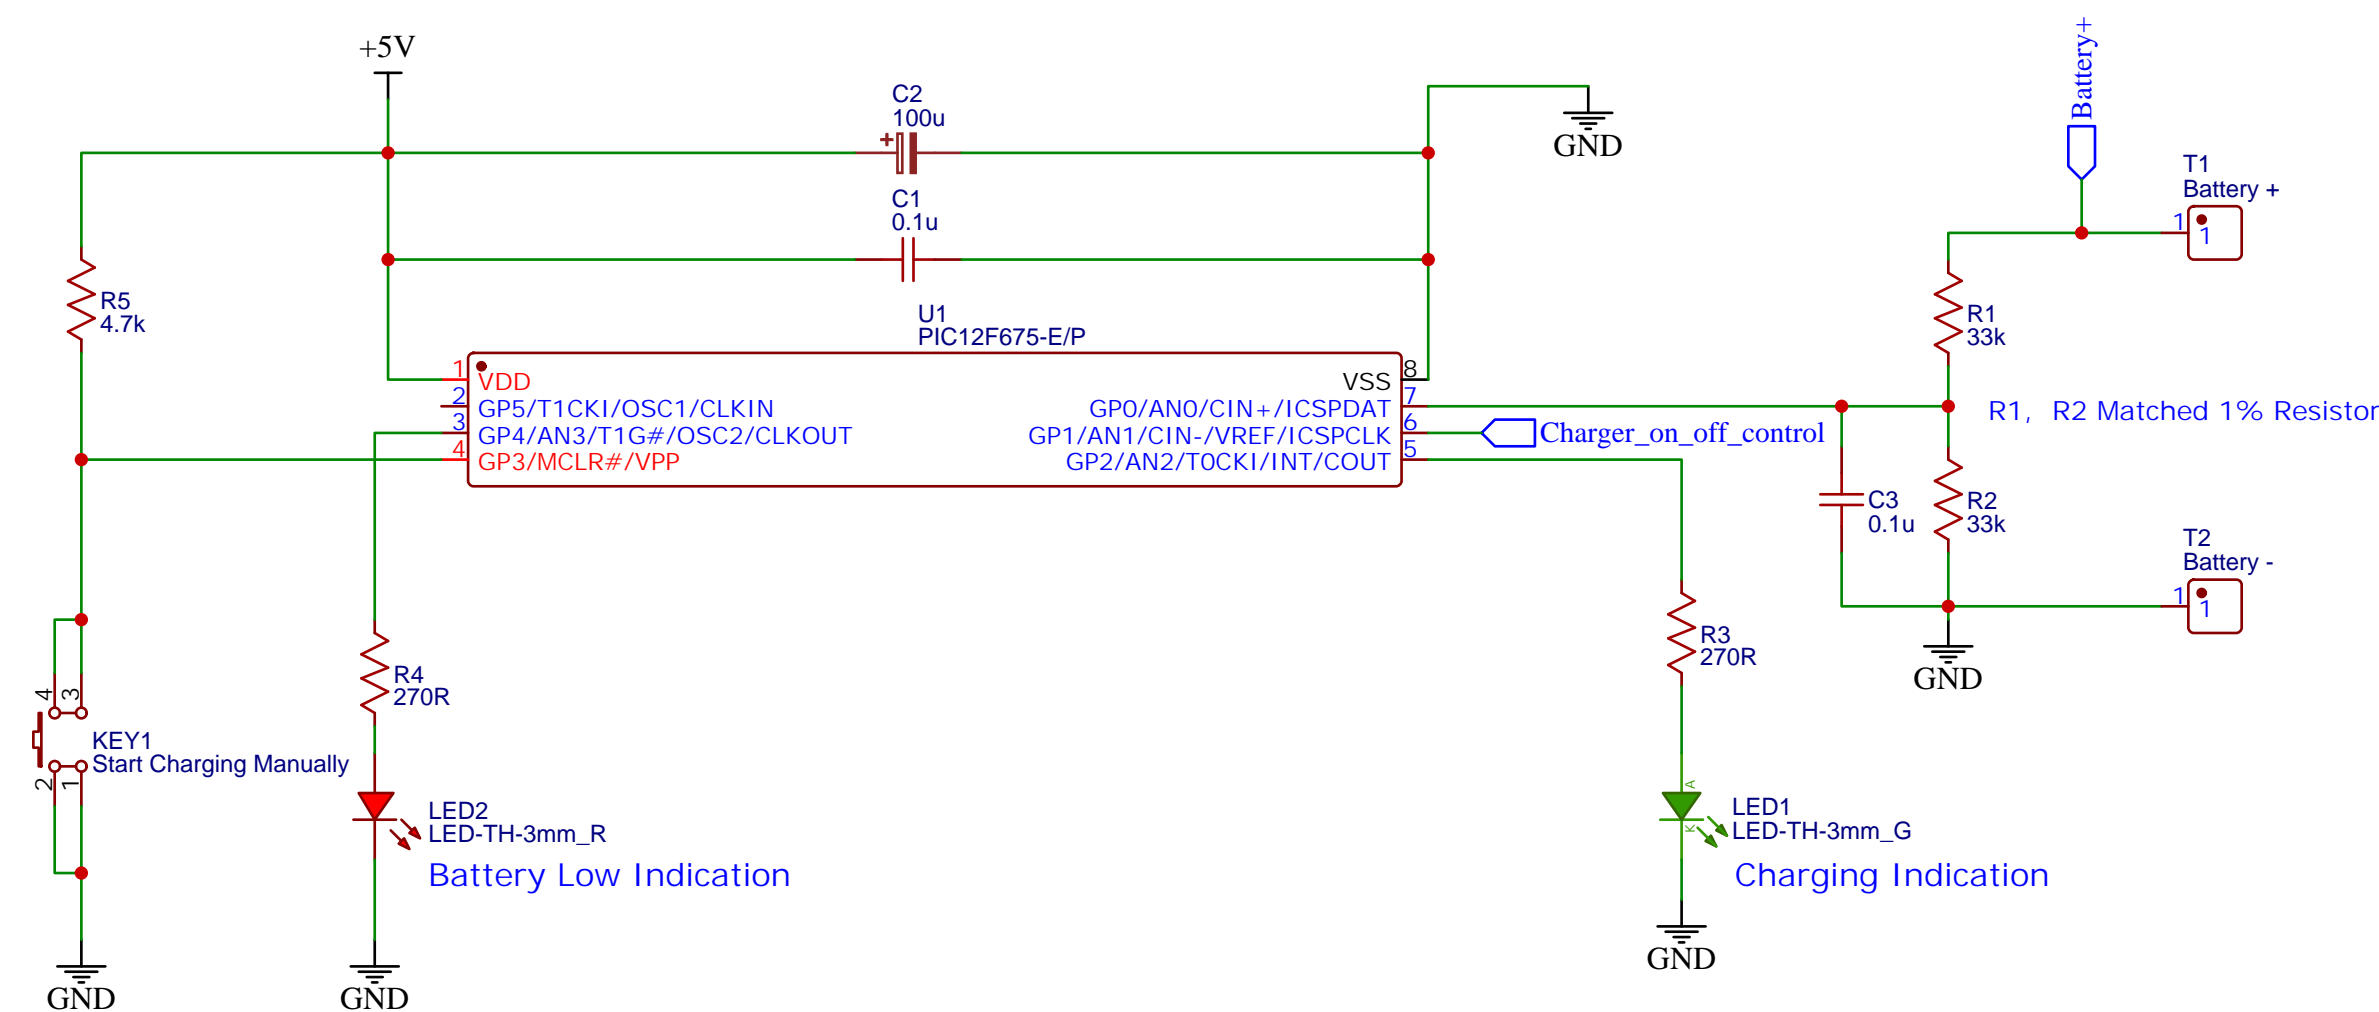 +5V
C2
100u
+
GND
C1
0.1u
Battery+
T1
Battery +
1
1
R5
4.7k
R1
33k
U1
PIC12F675-E/P
1
VDD
2
GP5/T1CKI/OSC1/CLKIN
3
GP4/AN3/T1G#/OSC2/CLKOUT
4
GP3/MCLR#/VPP
VSS
8
GP0/AN0/CIN+/ICSPDAT
7
GP1/AN1/CIN-/VREF/ICSPCLK
6
GP2/AN2/T0CKI/INT/COUT
5
Charger_on_off_control
R1, R2 Matched 1% Resistor
C3
0.1u
R2
33k
T2
Battery -
1
1
GND
R3
270R
R4
270R
4
3
KEY1
Start Charging Manually
2
1
LED2
LED-TH-3mm_R
Battery Low Indication
A
K
LED1
LED-TH-3mm_G
Charging Indication
GND
GND
GND